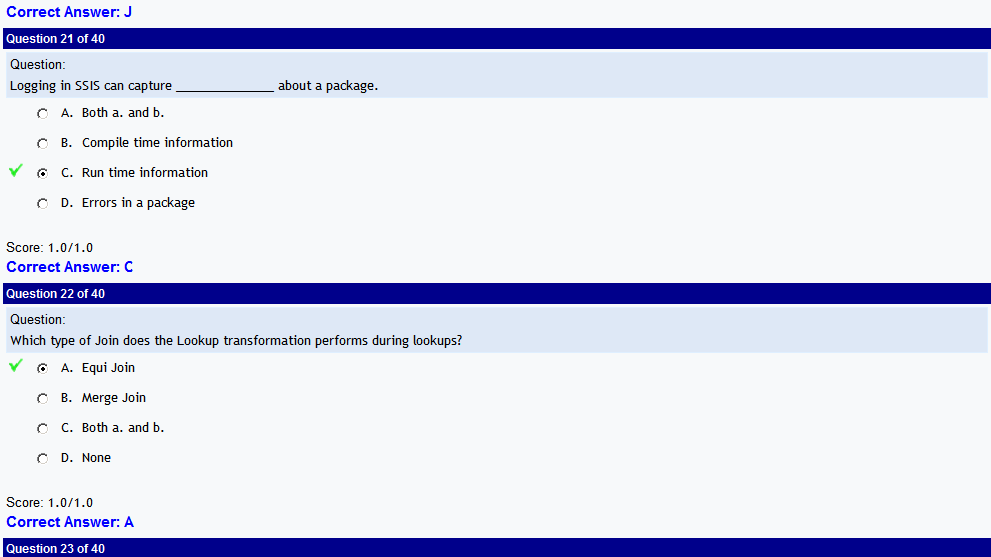 Correct Answer: J
Question 21 of 40
Question:
Logging in SSIS can capture ______________ about a package.
A. Both a. and b.
B. Compile time information
C. Run time information
D. Errors in a package
Score: 1.0/1.0
Correct Answer: C
Question 22 of 40
Question:
Which type of Join does the Lookup transformation performs during lookups?
A. Equi Join
B. Merge Join
C. Both a. and b.
D. None
Score: 1.0/1.0
Correct Answer: A
Question 23 of 40